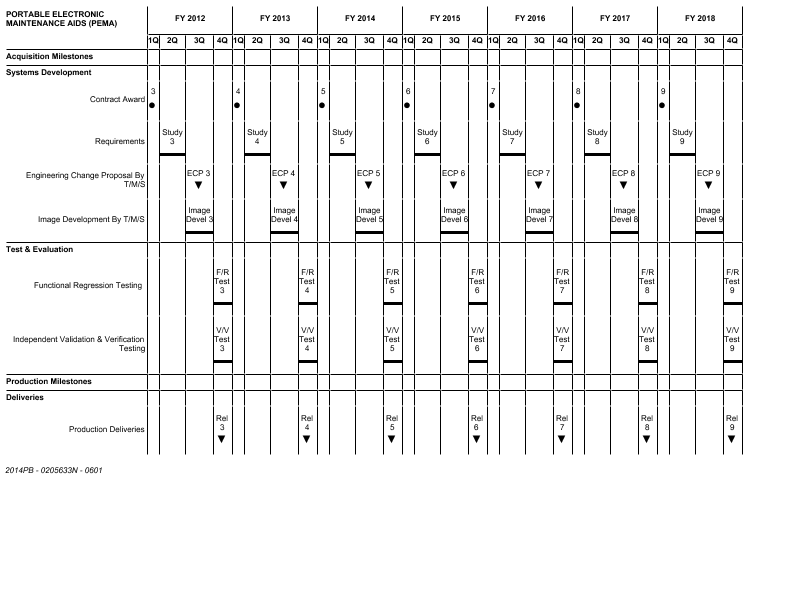 PORTABLE ELECTRONIC
MAINTENANCE AIDS (PEMA)
FY 2012 FY 2013 FY 2014 FY 2015 FY 2016 FY 2017 FY 2018
1Q 2Q 3Q 4Q 1Q 2Q 3Q 4Q 1Q 2Q 3Q 4Q 1Q 2Q 3Q 4Q 1Q 2Q 3Q 4Q 1Q 2Q 3Q 4Q 1Q 2Q 3Q 4Q
Acquisition Milestones
Systems Development
3 4 5 6 7 8 9
Contract Award
Study Study Study Study Study Study Study
3 4 5 6 7 8 9
Requirements
ECP 3 ECP 4 ECP 5 ECP 6 ECP 7 ECP 8 ECP 9
Engineering Change Proposal By
T/M/S
Image Image Image Image Image Image Image
Devel 3 Devel 4 Devel 5 Devel 6 Devel 7 Devel 8 Devel 9
Image Development By T/M/S
Test & Evaluation
F/R F/R F/R F/R F/R F/R F/R
Test Test Test Test Test Test Test
3 4 5 6 7 8 9
Functional Regression Testing
V/V V/V V/V V/V V/V V/V V/V
Test Test Test Test Test Test Test
3 4 5 6 7 8 9
Independent Validation & Verification
Testing
Production Milestones
Deliveries
Rel Rel Rel Rel Rel Rel Rel
3 4 5 6 7 8 9
Production Deliveries
2014PB - 0205633N - 0601